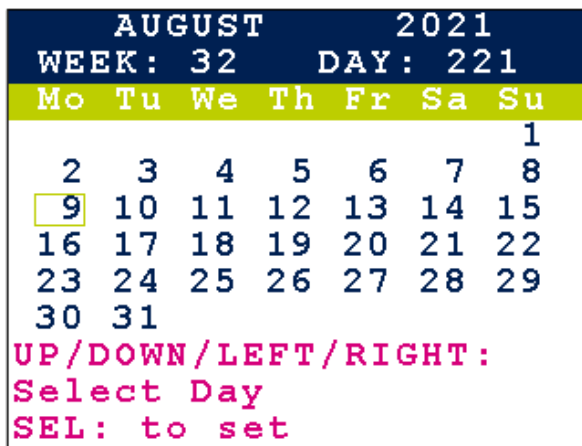 AUGUST 2021
WEEK: 32 DAY: 221
Mo Tu We Th Fr Sa Su
1
2 3 4 5 6 7 8
9 10 11 12 13 14 15
16 17 18 19 20 21 22
23 24 25 26 27 28 29
30 31
UP/DOWN/LEFT/RIGHT:
Select Day
SEL: to set